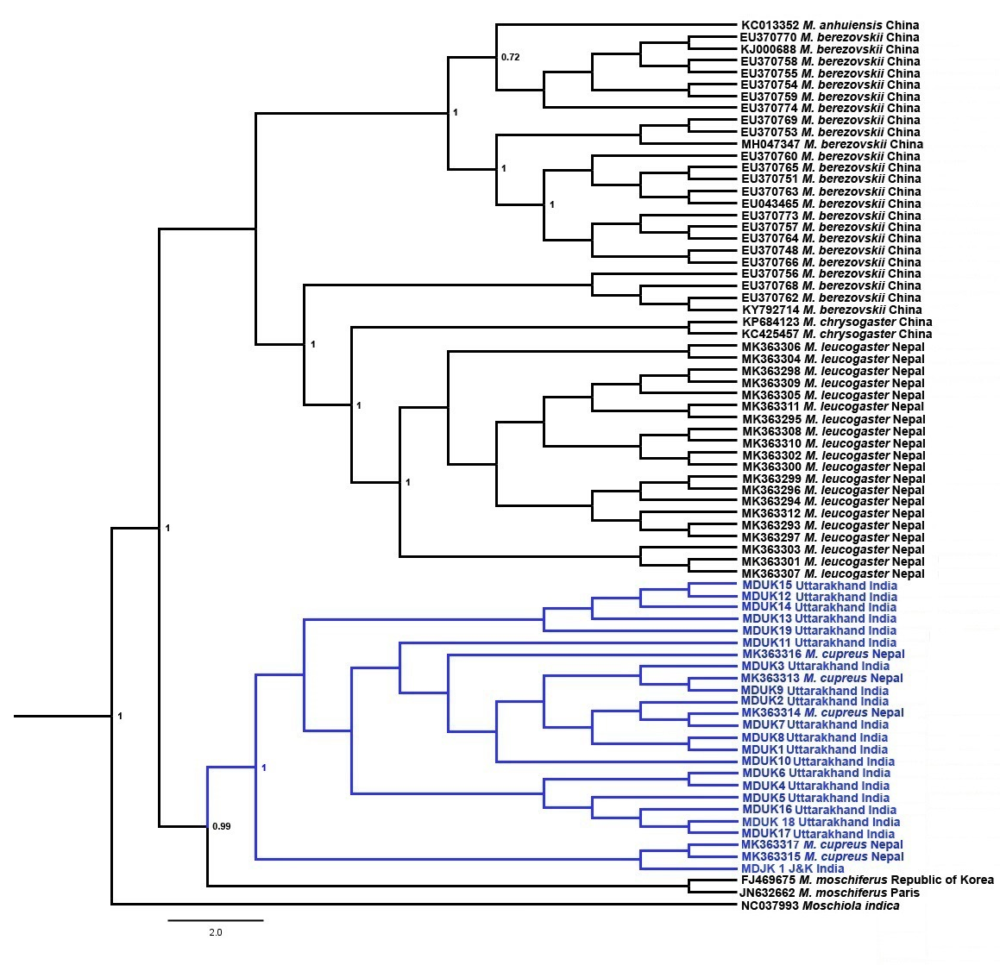 KC013352 M. anhuiensis China
EU370770 M. berezovskii China
KJ000688 M. berezovskii China
0.72
EU370758 M. berezovskii China
EU370755 M. berezovskii China
EU370754 M. berezovskii China
EU370759 M. berezovskii China
EU370774 M. berezovskii China
1
EU370769 M. berezovskii China
EU370753 M. berezovskii China
MH047347 M. berezovskii China
EU370760 M. berezovskii China
1
EU370765 M. berezovskii China
EU370751 M. berezovskii China
EU370763 M. berezovskii China
1
EU043465 M. berezovskii China
EU370773 M. berezovskii China
EU370757 M. berezovskii China
EU370764 M. berezovskii China
EU370748 M. berezovskii China
EU370766 M. berezovskii China
EU370756 M. berezovskii China
EU370768 M. berezovskii China
EU370762 M. berezovskii China
KY792714 M. berezovskii China
KP684123 M. chrysogaster China
KC425457 M. chrysogaster China
1
MK363306 M. leucogaster Nepal
MK363304 M. leucogaster Nepal
MK363298 M. leucogaster Nepal
MK363309 M. leucogaster Nepal
MK363305 M. leucogaster Nepal
1
MK363311 M. leucogaster Nepal
MK363295 M. leucogaster Nepal
MK363308 M. leucogaster Nepal
MK363310 M. leucogaster Nepal
MK363302 M. leucogaster Nepal
MK363300 M. leucogaster Nepal
MK363299 M. leucogaster Nepal
1
MK363296 M. leucogaster Nepal
MK363294 M. leucogaster Nepal
MK363312 M. leucogaster Nepal
MK363293 M. leucogaster Nepal
1
MK363297 M. leucogaster Nepal
MK363303 M. leucogaster Nepal
MK363301 M. leucogaster Nepal
MK363307 M. leucogaster Nepal
MDUK15 Uttarakhand India
MDUK12 Uttarakhand India
MDUK14 Uttarakhand India
MDUK13 Uttarakhand India
MDUK19 Uttarakhand India
MDUK11 Uttarakhand India
MK363316 M. cupreus Nepal
MDUK3 Uttarakhand India
MK363313 M. cupreus Nepal
MDUK9 Uttarakhand India
MDUK2 Uttarakhand India
MK363314 M. cupreus Nepal
1
MDUK7 Uttarakhand India
MDUK8 Uttarakhand India
MDUK1 Uttarakhand India
MDUK10 Uttarakhand India
1
MDUK6 Uttarakhand India
MDUK4 Uttarakhand India
MDUK5 Uttarakhand India
MDUK16 Uttarakhand India
MDUK 18 Uttarakhand India
0.99
MDUK17 Uttarakhand India
MK363317 M. cupreus Nepal
MK363315 M. cupreus Nepal
MDJK 1 J&K India
FJ469675 M. moschiferus Republic of Korea
JN632662 M. moschiferus Paris
NC037993 Moschiola indica
2.0